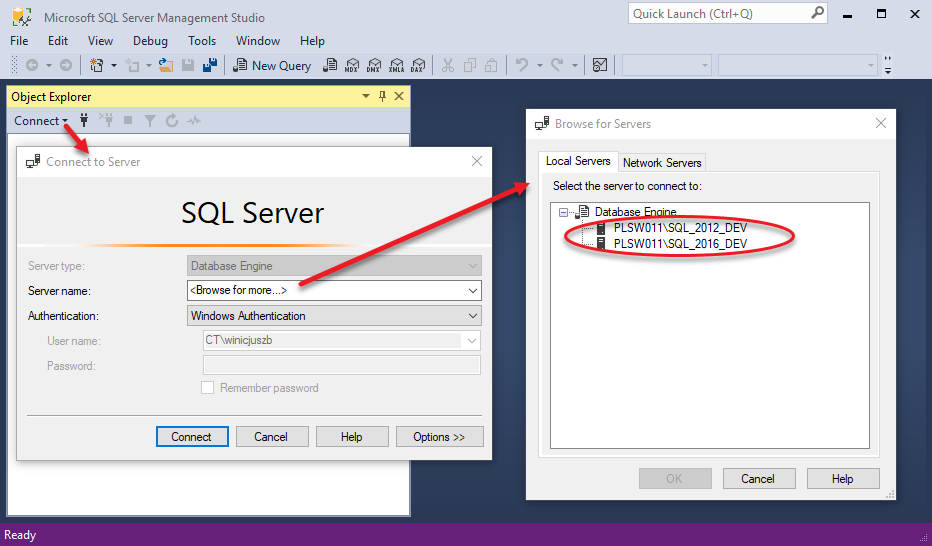 Microsoft SQL Server Management Studio
Quick Launch (Ctrl+Q)
File Edit View Debug Tools Window Help
New Query MDX DMX XMLA DAX
Object Explorer
Connect
Connect to Server
SQL Server
Server type: Database Engine
Server name: <Browse for more...>
Authentication: Windows Authentication
User name: CT\winicjuszb
Password:
Remember password
Connect Cancel Help Options >>
Browse for Servers
Local Servers Network Servers
Select the server to connect to:
Database Engine
PLSW011\SQL_2012_DEV
PLSW011\SQL_2016_DEV
OK Cancel Help
Ready